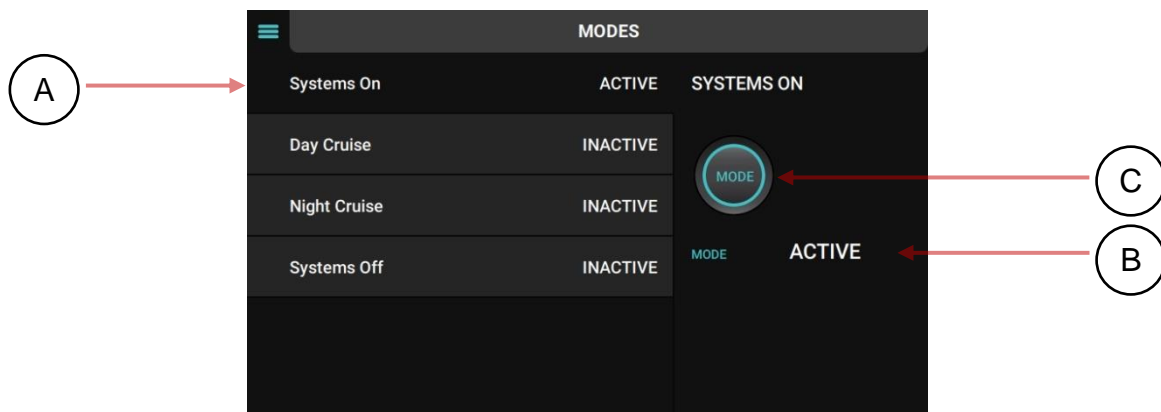 MODES
A
Systems On ACTIVE
SYSTEMS ON
Day Cruise INACTIVE
MODE
C
Night Cruise INACTIVE
MODE ACTIVE
B
Systems Off INACTIVE